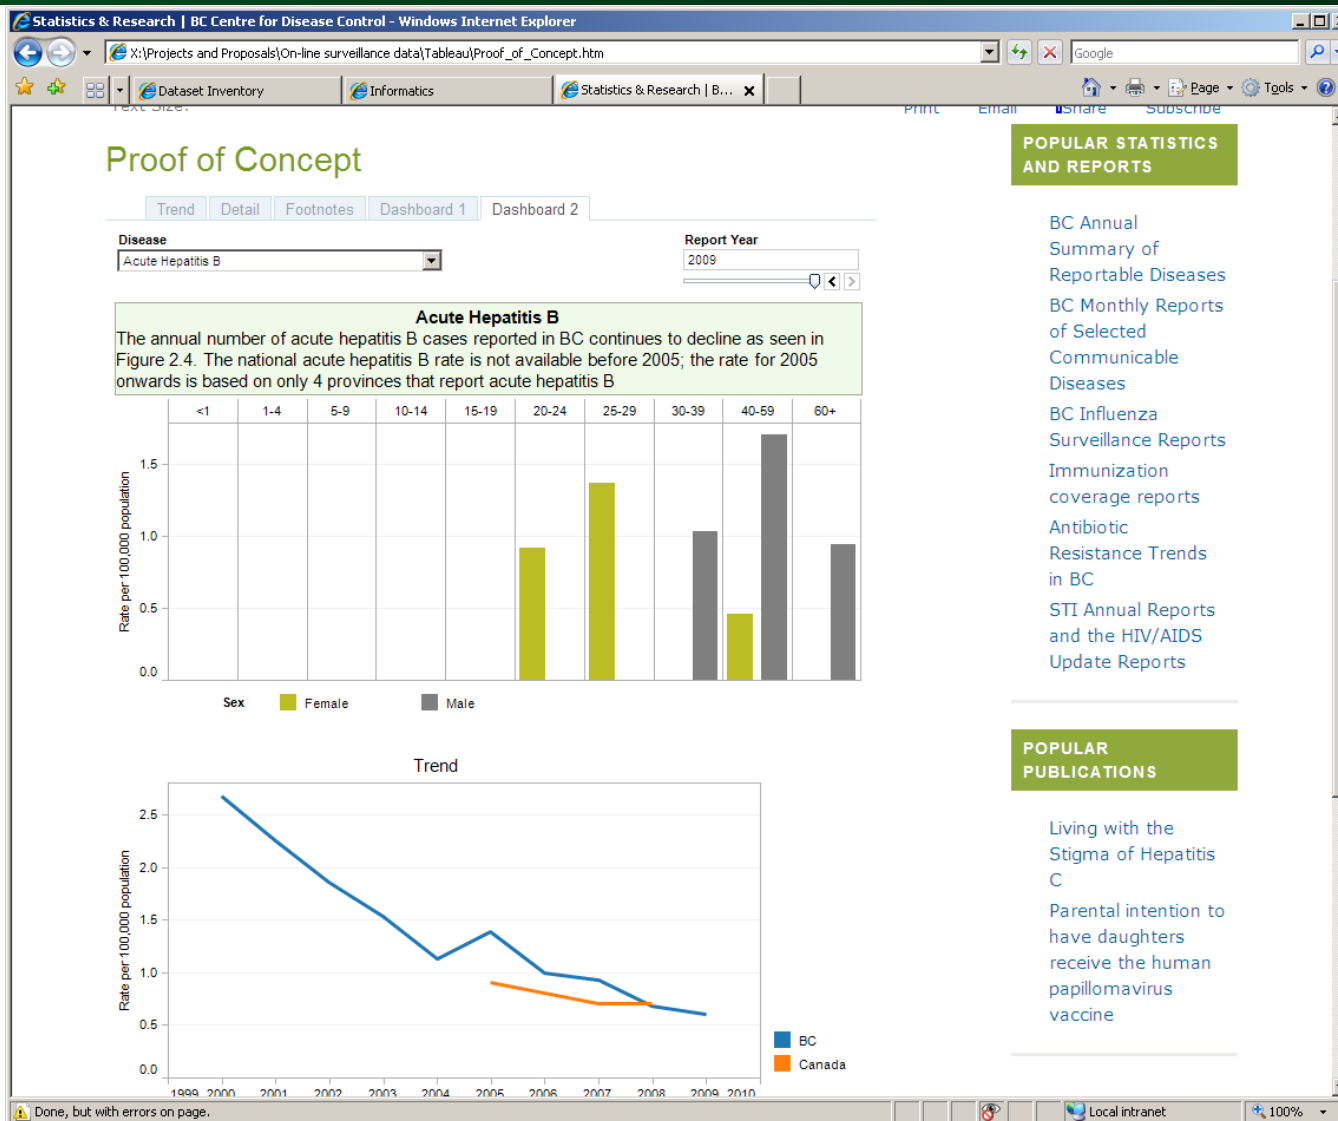 Statistics & Research | BC Centre for Disease Control - Windows Internet Explorer
X:\Projects and Proposals\On-line surveillance data\Tableau\Proof_of_Concept.htm
Google
Dataset Inventory
Informatics
Statistics & Research | B...
Page
Tools
Text Size:
Print Email Share Subscribe
Proof of Concept
Trend Detail Footnotes Dashboard 1 Dashboard 2
Disease
Acute Hepatitis B
Report Year
2009
Acute Hepatitis B
The annual number of acute hepatitis B cases reported in BC continues to decline as seen in
Figure 2.4. The national acute hepatitis B rate is not available before 2005; the rate for 2005
onwards is based on only 4 provinces that report acute hepatitis B
<1 1-4 5-9 10-14 15-19 20-24 25-29 30-39 40-59 60+
Rate per 100,000 population
1.5
1.0
0.5
0.0
Sex Female Male
Trend
Rate per 100,000 population
2.5
2.0
1.5
1.0
0.5
0.0
BC
Canada
1999 2000 2001 2002 2003 2004 2005 2006 2007 2008 2009 2010
POPULAR STATISTICS
AND REPORTS
BC Annual
Summary of
Reportable Diseases
BC Monthly Reports
of Selected
Communicable
Diseases
BC Influenza
Surveillance Reports
Immunization
coverage reports
Antibiotic
Resistance Trends
in BC
STI Annual Reports
and the HIV/AIDS
Update Reports
POPULAR
PUBLICATIONS
Living with the
Stigma of Hepatitis
C
Parental intention to
have daughters
receive the human
papillomavirus
vaccine
Done, but with errors on page.
Local intranet
100%